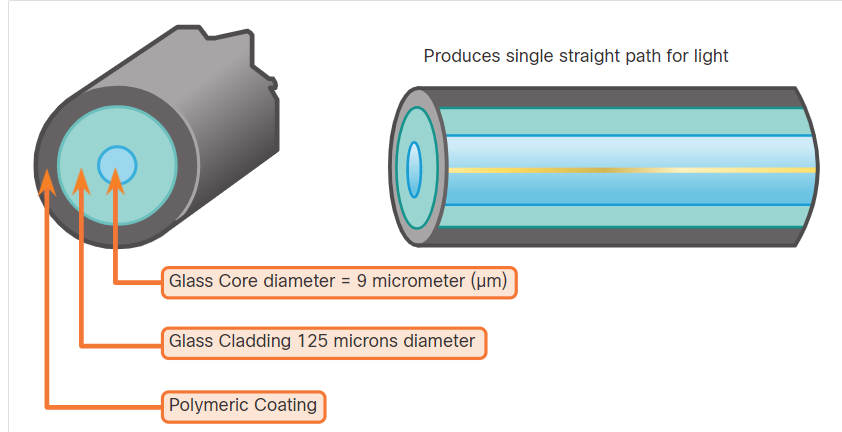 Produces single straight path for light
Glass Core diameter = 9 micrometer (µm)
Glass Cladding 125 microns diameter
Polymeric Coating